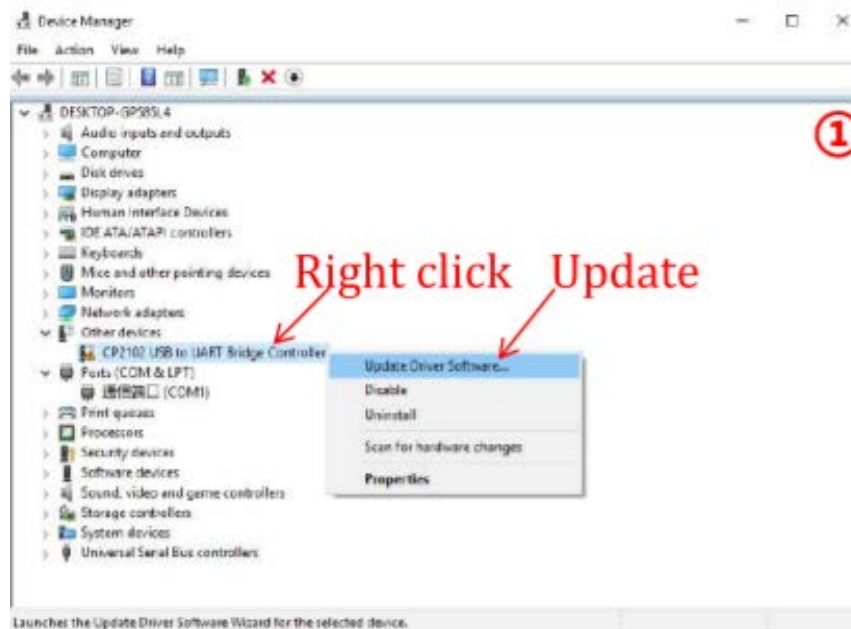 Device Manager
File Action View Help
DESKTOP-GP585L4
①
Audio inputs and outputs
Computer
Disk drives
Display adapters
Human Interface Devices
IDE ATA/ATAPI controllers
Keyboards
Mice and other pointing devices
Right click Update
Monitors
Network adapters
Other devices
CP2102 USB to UART Bridge Controller
Update Driver Software...
Ports (COM & LPT)
Disable
通信端口 (COM1)
Uninstall
Print queues
Processors
Scan for hardware changes
Security devices
Software devices
Properties
Sound, video and game controllers
Storage controllers
System devices
Universal Serial Bus controllers
Launches the Update Driver Software Wizard for the selected device.